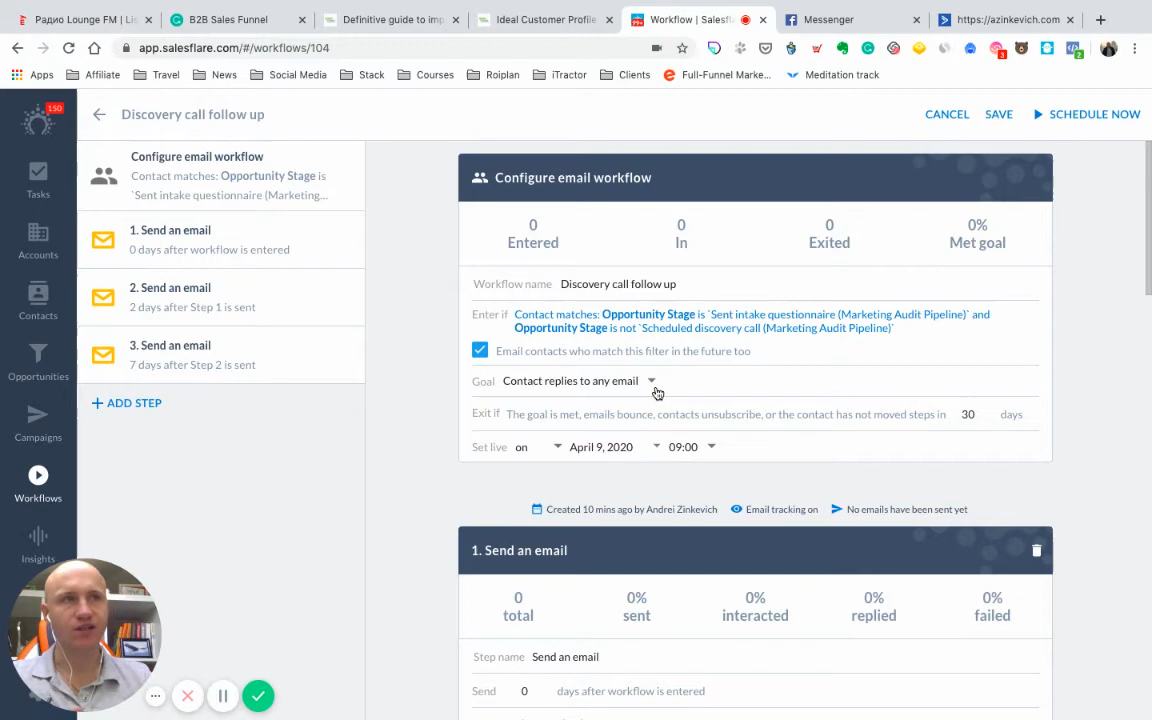 Радио Lounge FM | Lis
B2B Sales Funnel
Definitive guide to imp
Ideal Customer Profile
Workflow | Salesfl
Messenger
https://azinkevich.com
app.salesflare.com/#/workflows/104
Apps
Affiliate
Travel
News
Social Media
Stack
Courses
Roiplan
iTractor
Clients
Full-Funnel Marke...
Meditation track
150
Discovery call follow up
CANCEL
SAVE
SCHEDULE NOW
Tasks
Accounts
Contacts
Opportunities
Campaigns
Workflows
Insights
Configure email workflow
Contact matches: Opportunity Stage is
`Sent intake questionnaire (Marketing...
1. Send an email
0 days after workflow is entered
2. Send an email
2 days after Step 1 is sent
3. Send an email
7 days after Step 2 is sent
+ ADD STEP
Configure email workflow
0 0 0 0%
Entered In Exited Met goal
Workflow name Discovery call follow up
Enter if Contact matches: Opportunity Stage is `Sent intake questionnaire (Marketing Audit Pipeline)` and
Opportunity Stage is not `Scheduled discovery call (Marketing Audit Pipeline)`
Email contacts who match this filter in the future too
Goal Contact replies to any email
Exit if The goal is met, emails bounce, contacts unsubscribe, or the contact has not moved steps in 30 days
Set live on April 9, 2020 09:00
Created 10 mins ago by Andrei Zinkevich Email tracking on No emails have been sent yet
1. Send an email
0 0% 0% 0% 0%
total sent interacted replied failed
Step name Send an email
Send 0 days after workflow is entered